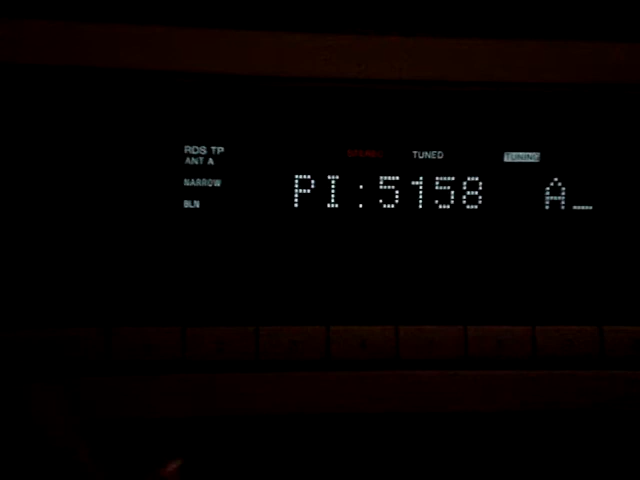 RDS TP
STEREO TUNED TUNING
ANT A
NARROW
PI:5158 A_
BLN